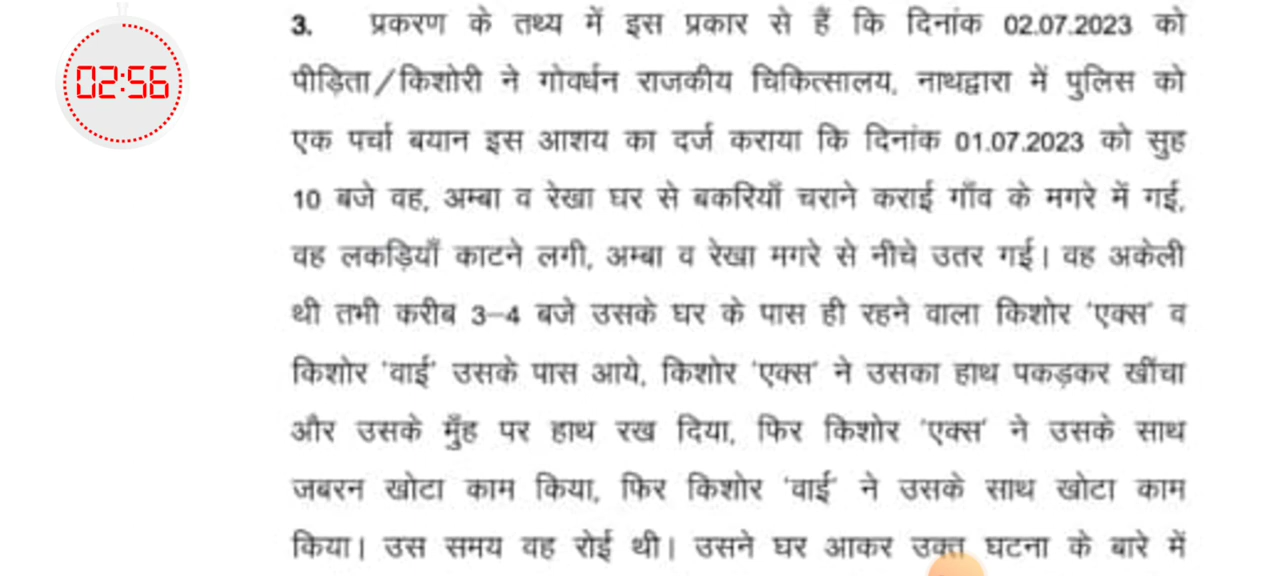 02:56
3. प्रकरण के तथ्य में इस प्रकार से हैं कि दिनांक 02.07.2023 को
पीड़िता/किशोरी ने गोवर्धन राजकीय चिकित्सालय, नाथद्वारा में पुलिस को
एक पर्चा बयान इस आशय का दर्ज कराया कि दिनांक 01.07.2023 को सुह
10 बजे वह, अम्बा व रेखा घर से बकरियाँ चराने कराई गाँव के मगरे में गई,
वह लकड़ियाँ काटने लगी, अम्बा व रेखा मगरे से नीचे उतर गई। वह अकेली
थी तभी करीब 3–4 बजे उसके घर के पास ही रहने वाला किशोर 'एक्स' व
किशोर 'वाई' उसके पास आये, किशोर 'एक्स' ने उसका हाथ पकड़कर खींचा
और उसके मुँह पर हाथ रख दिया, फिर किशोर 'एक्स' ने उसके साथ
जबरन खोटा काम किया, फिर किशोर 'वाई' ने उसके साथ खोटा काम
किया। उस समय वह रोई थी। उसने घर आकर उक्त घटना के बारे में